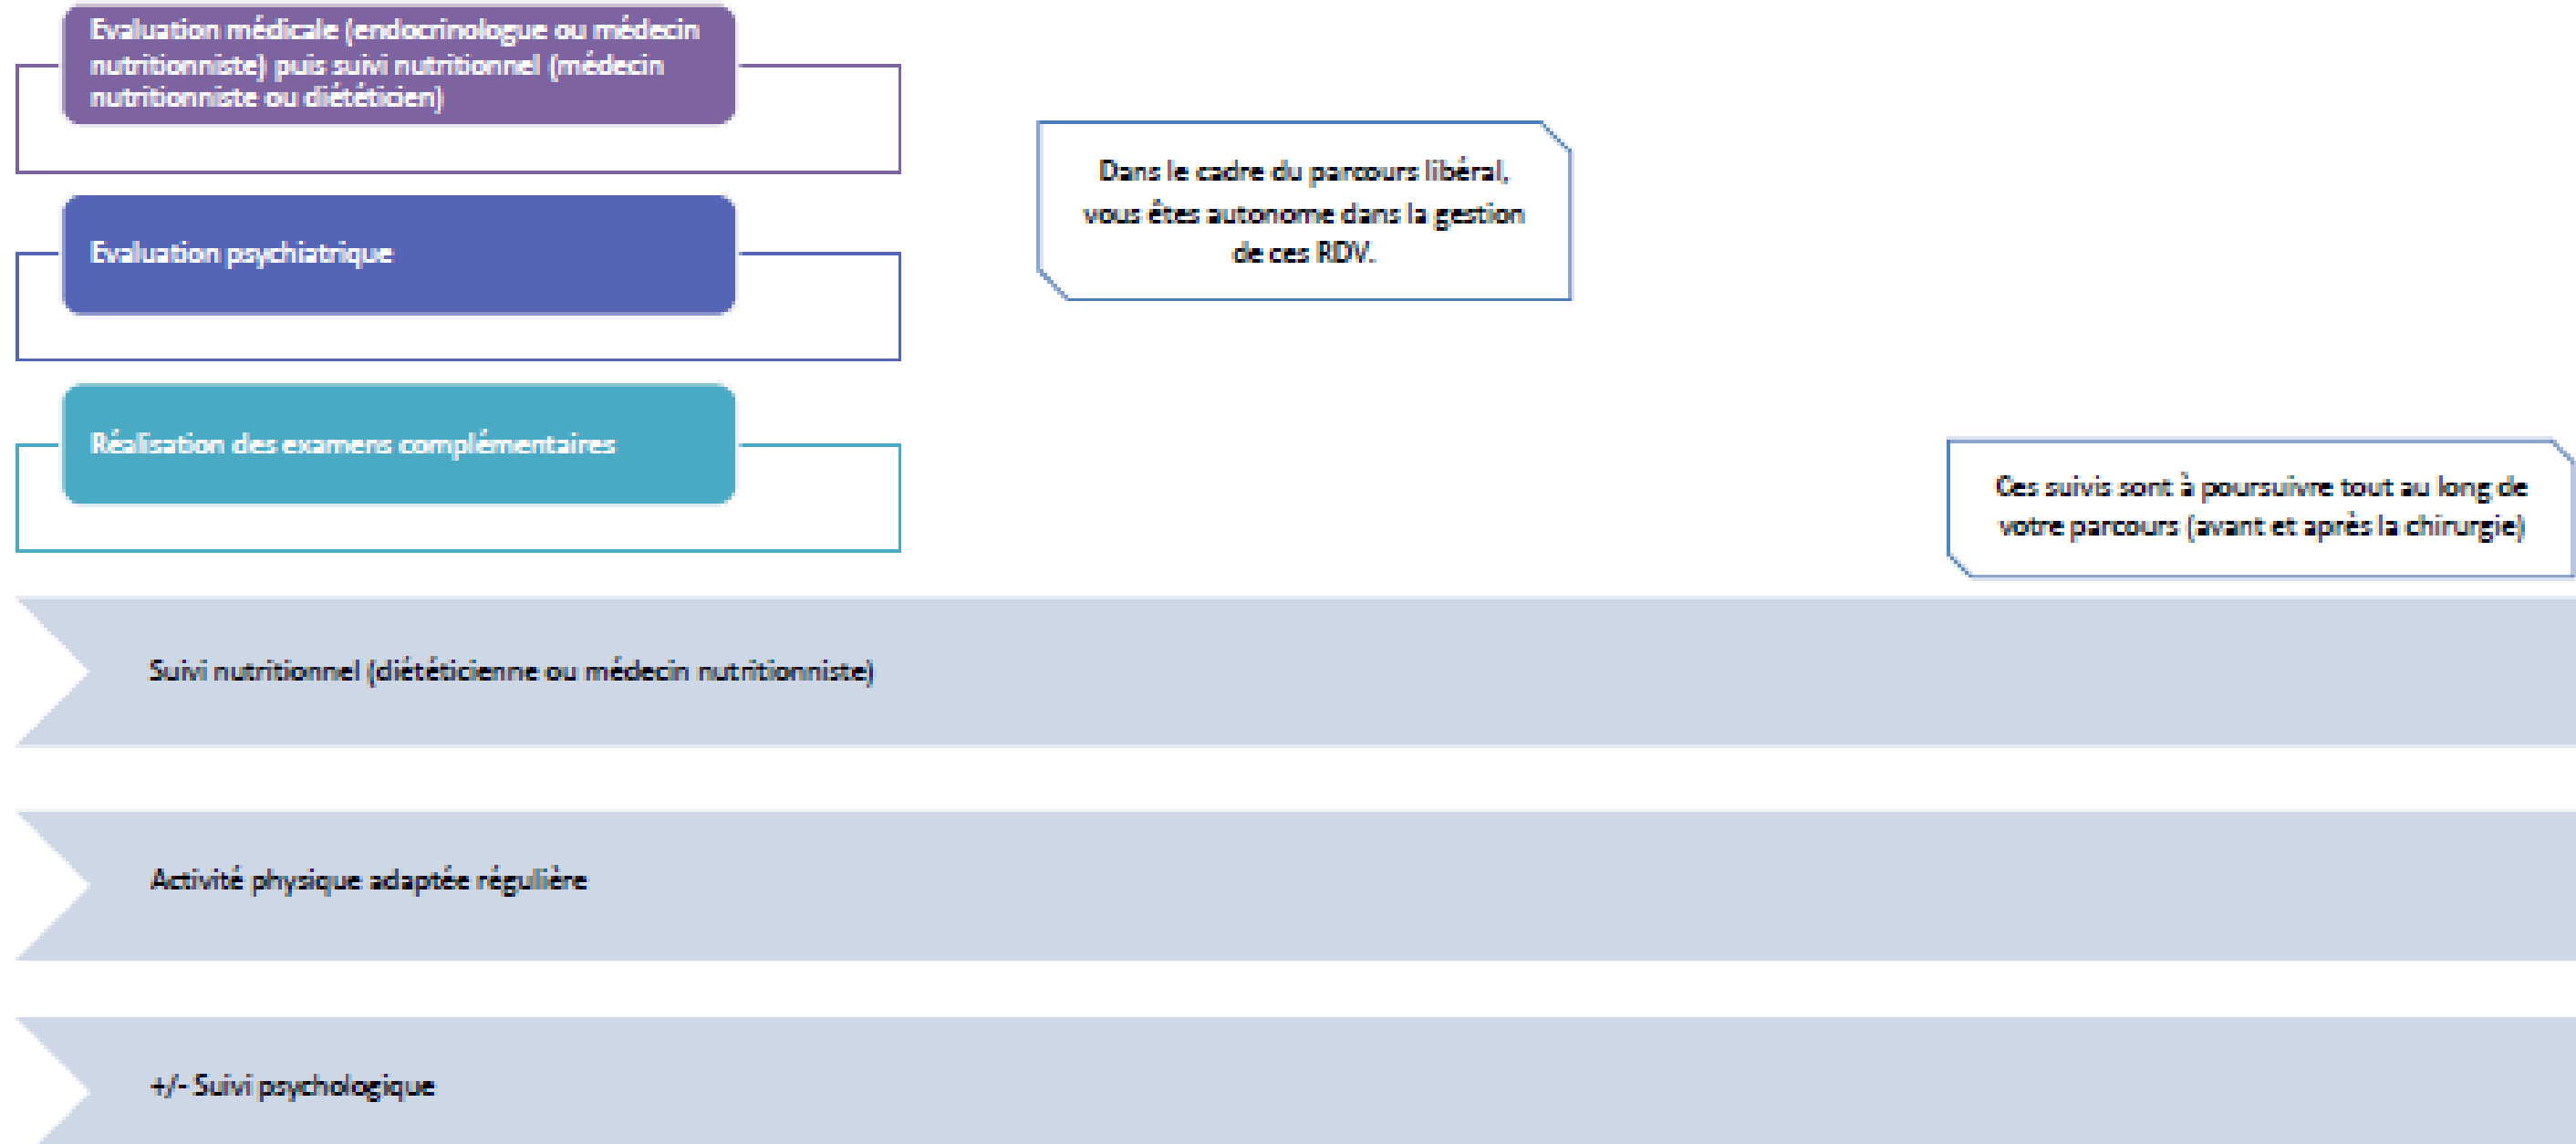 Evaluation médicale (endocrinologue ou médecin
nutritionniste) puis suivi nutritionnel (médecin
nutritionniste ou diététicien)
Dans le cadre du parcours libéral,
vous êtes autonome dans la gestion
de ces RDV.
Evaluation psychiatrique
Réalisation des examens complémentaires
Ces suivis sont à poursuivre tout au long de
votre parcours (avant et après la chirurgie)
Suivi nutritionnel (diététicienne ou médecin nutritionniste)
Activité physique adaptée régulière
+/- Suivi psychologique